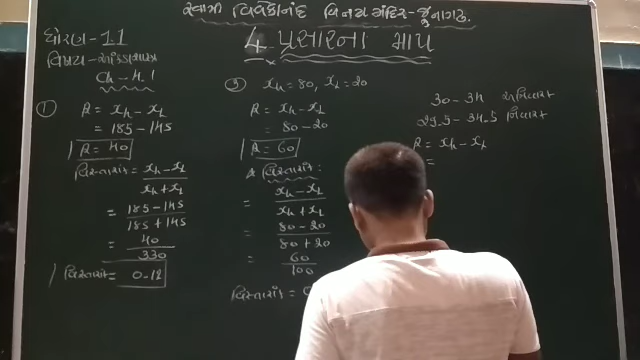 સ્વામી વિવેકાનંદ વિનય મંદિર - જુનાગઢ.
4. પ્રસારના માપ
ધોરણ - 11
વિષય - આંકડાશાસ્ત્ર
Ch - 4.1
①
R = xH - xL
= 185 - 145
R = 40
વિસ્તારાંક = xH - xL
xH + xL
= 185 - 145
185 + 145
= 40
330
વિસ્તારાંક = 0.12
③ xH = 80, xL = 20
R = xH - xL
= 80 - 20
R = 60
* વિસ્તારાંક :
= xH - xL
xH + xL
= 80 - 20
80 + 20
= 60
100
વિસ્તારાંક = 0
30 - 34
29.5 - 34.5 નિવારક
R = xH - xL
=